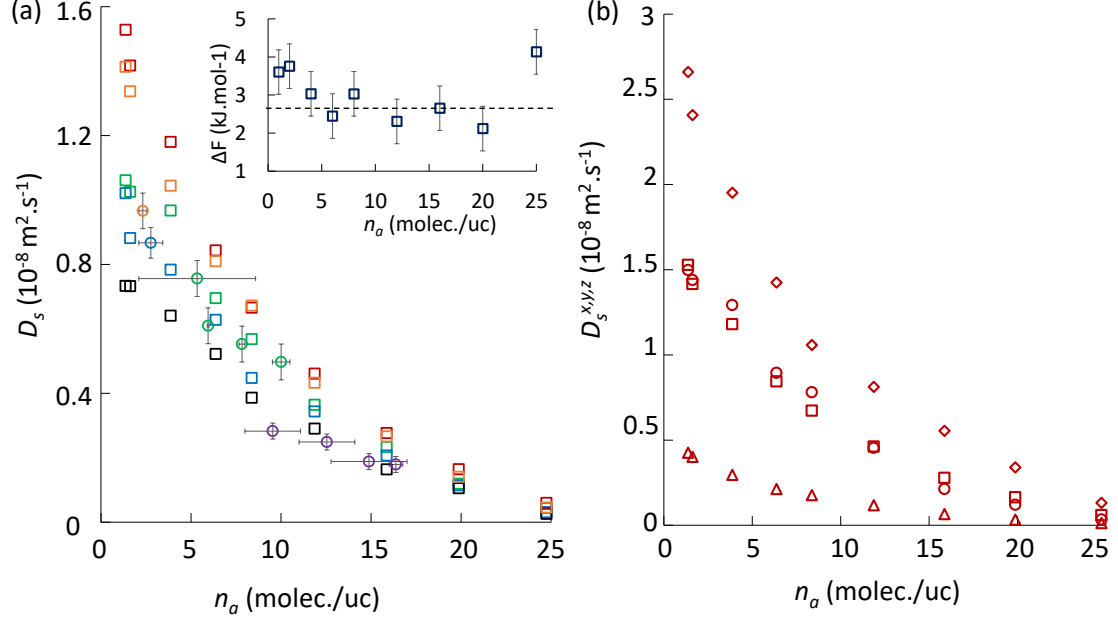 (a)
1.6
1.2
0.8
0.4
0
D_s (10^-8 m^2.s^-1)
0 5 10 15 20 25
n_a (molec./uc)
5
4
3
2
1
ΔF (kJ.mol-1)
0 5 10 15 20 25
n_a (molec./uc)
(b)
3
2.5
2
1.5
1
0.5
0
D_s^x,y,z (10^-8 m^2.s^-1)
0 5 10 15 20 25
n_a (molec./uc)